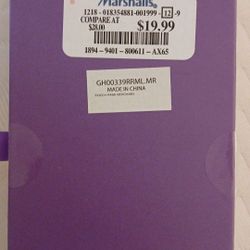 Marshalls.
1218 - 018354881-001999 - 12 -9
COMPARE AT
$28.00
$19.99
1894 - 9401 - 800611 - AX65
GH00339RRML.MR
MADE IN CHINA